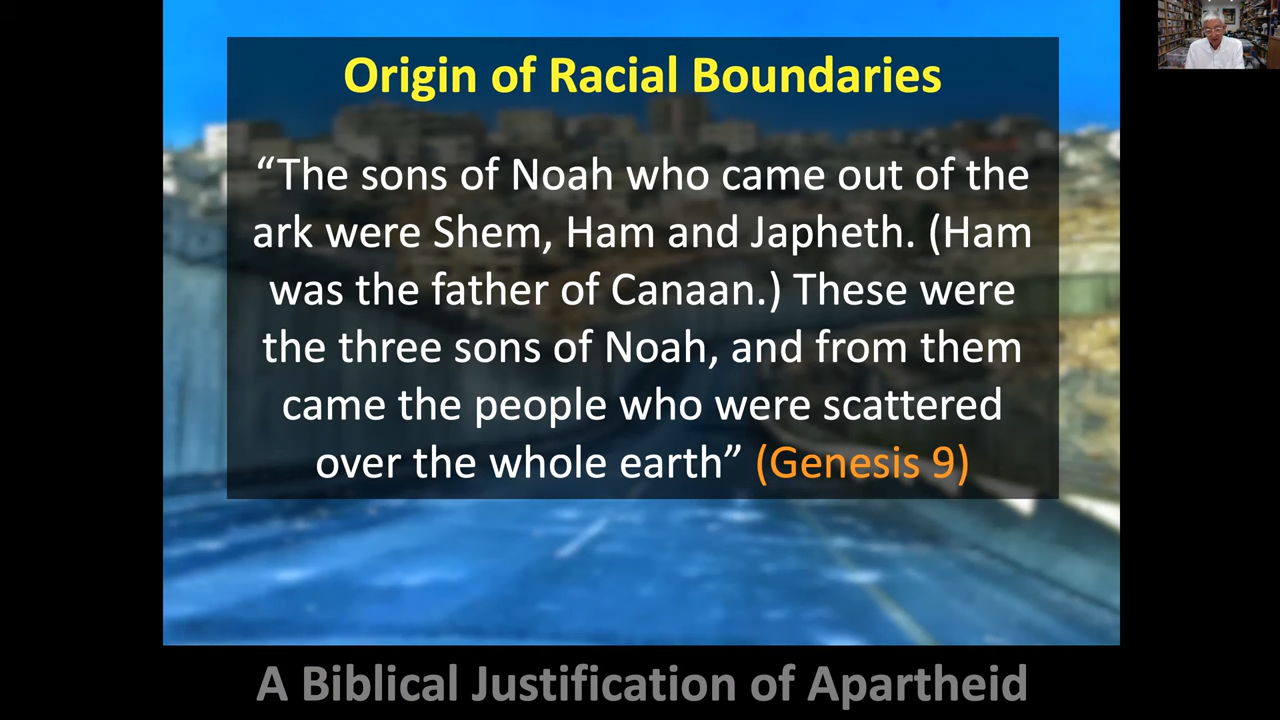 Origin of Racial Boundaries
“The sons of Noah who came out of the
ark were Shem, Ham and Japheth. (Ham
was the father of Canaan.) These were
the three sons of Noah, and from them
came the people who were scattered
over the whole earth” (Genesis 9)
A Biblical Justification of Apartheid